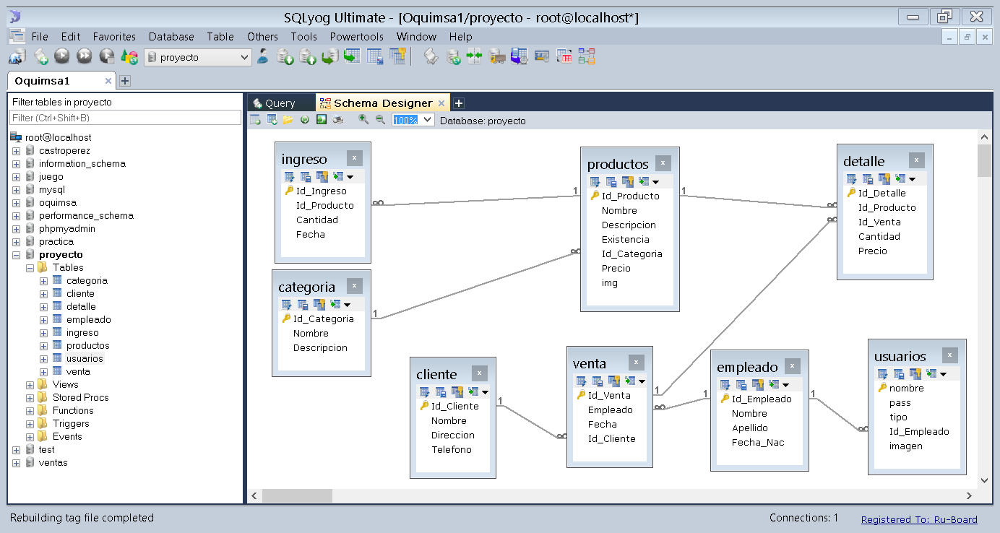 SQLyog Ultimate - [Oquimsa1/proyecto - root@localhost*]
File Edit Favorites Database Table Others Tools Powertools Window Help
proyecto
Oquimsa1
Filter tables in proyecto
Filter (Ctrl+Shift+B)
root@localhost
castroperez
information_schema
juego
mysql
oquimsa
performance_schema
phpmyadmin
practica
proyecto
Tables
categoria
cliente
detalle
empleado
ingreso
productos
usuarios
venta
Views
Stored Procs
Functions
Triggers
Events
test
ventas
Query Schema Designer
100% Database: proyecto
ingreso
Id_Ingreso
Id_Producto
Cantidad
Fecha
categoria
Id_Categoria
Nombre
Descripcion
1
productos
Id_Producto
Nombre
Descripcion
Existencia
Id_Categoria
Precio
img
1
1
detalle
Id_Detalle
Id_Producto
Id_Venta
Cantidad
Precio
cliente
Id_Cliente
Nombre
Direccion
Telefono
1
venta
Id_Venta
Empleado
Fecha
Id_Cliente
1
empleado
Id_Empleado
Nombre
Apellido
Fecha_Nac
1
1
usuarios
nombre
pass
tipo
Id_Empleado
imagen
Rebuilding tag file completed
Connections: 1
Registered To: Ru-Board